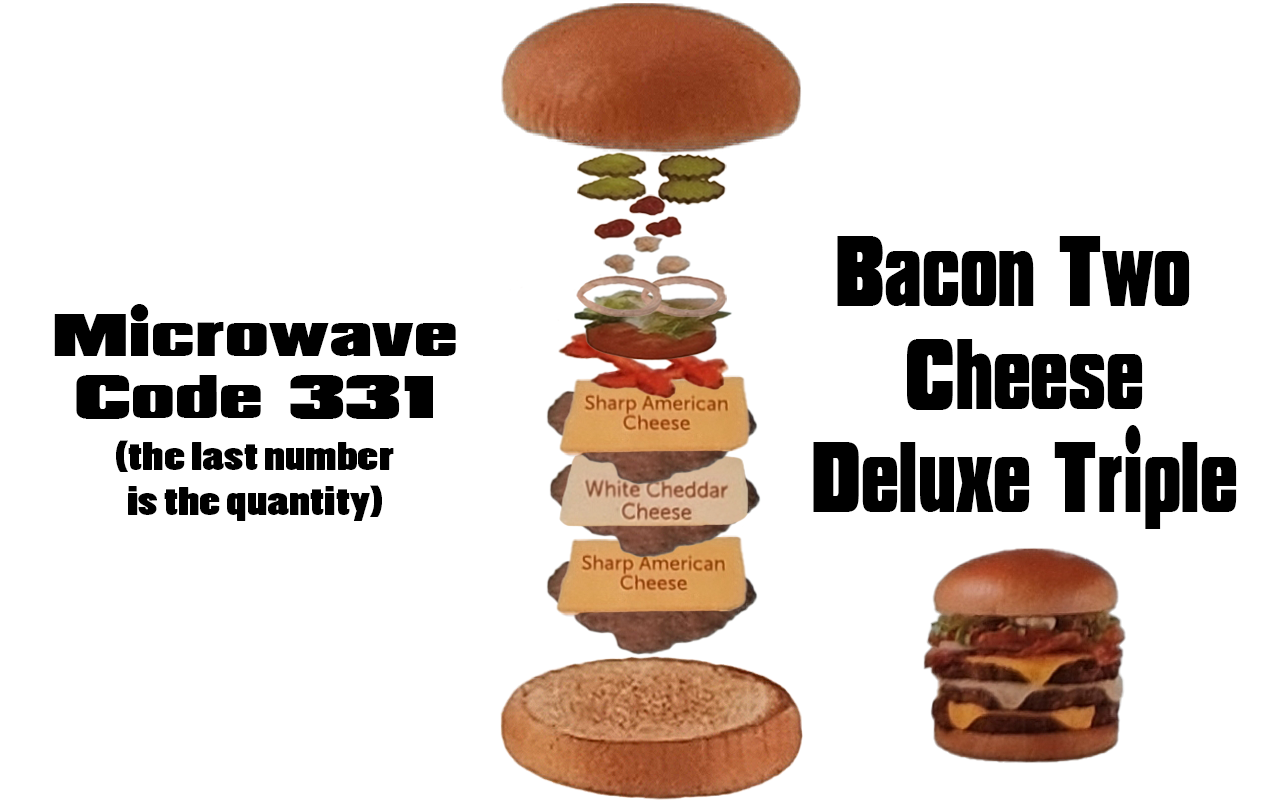 Microwave
Code 331
(the last number
is the quantity)
Sharp American
Cheese
White Cheddar
Cheese
Sharp American
Cheese
Bacon Two
Cheese
Deluxe Triple